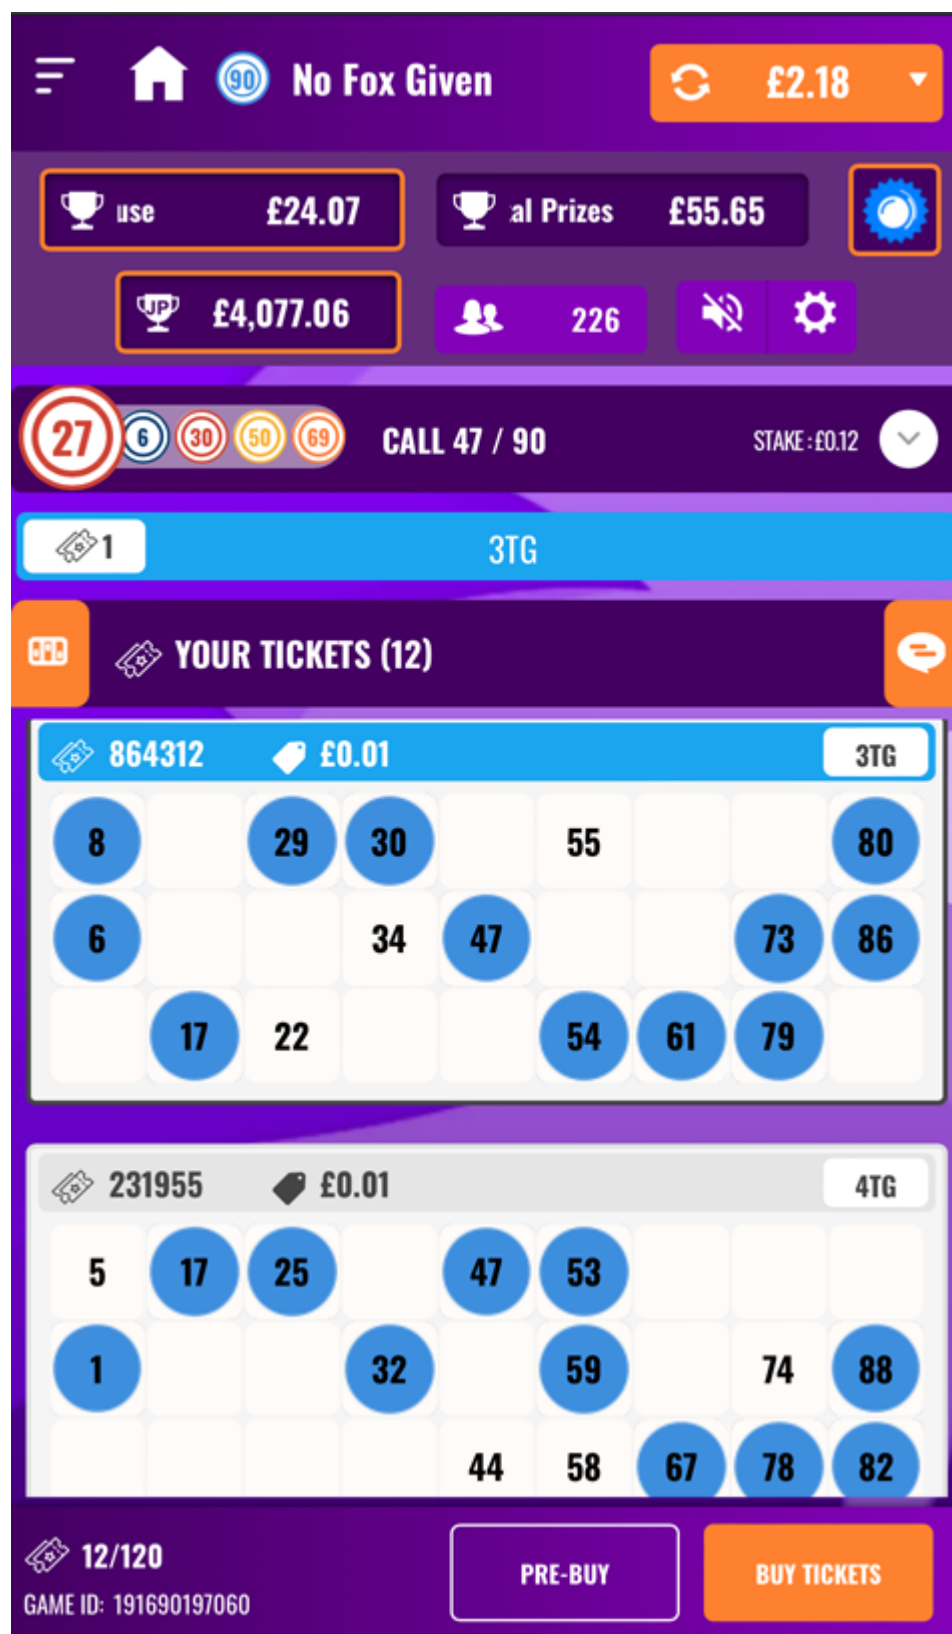 90 No Fox Given £2.18
use £24.07 al Prizes £55.65
JP £4,077.06 226
27 6 30 50 69 CALL 47 / 90 STAKE : £0.12
1 3TG
YOUR TICKETS (12)
864312 £0.01 3TG
8 29 30 55 80
6 34 47 73 86
17 22 54 61 79
231955 £0.01 4TG
5 17 25 47 53
1 32 59 74 88
44 58 67 78 82
12/120 PRE-BUY BUY TICKETS
GAME ID: 191690197060